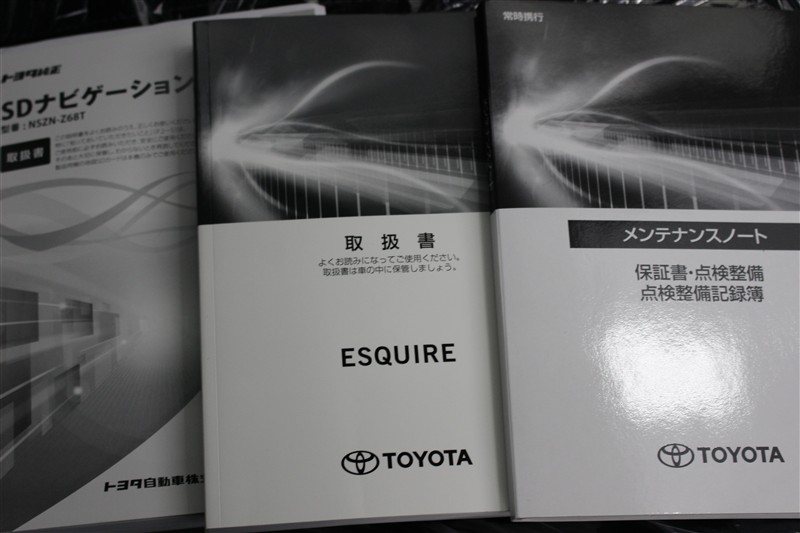 トヨタ純正
SDナビゲーション
型番：NSZN-Z68T
取扱書
トヨタ自動車株
取扱書
よくお読みになってご使用ください。
取扱書は車の中に保管しましょう。
ESQUIRE
TOYOTA
常時携行
メンテナンスノート
保証書・点検整備
点検整備記録簿
TOYOTA